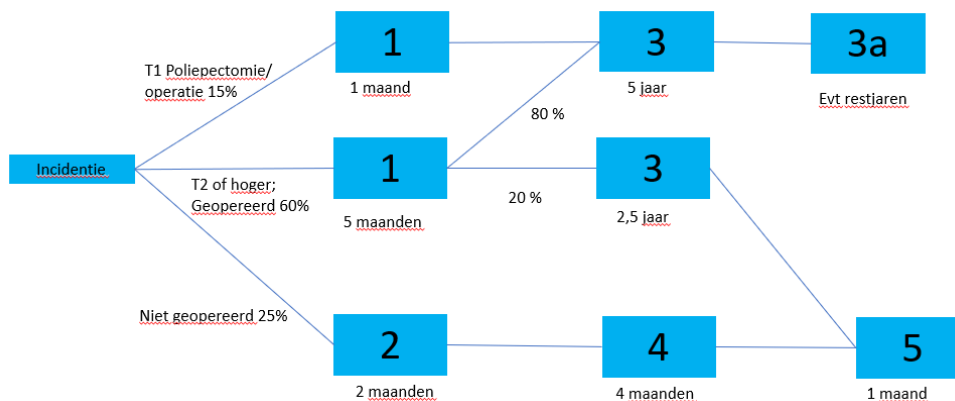 1
3
3a
T1 Poliepectomie/
operatie 15%
1 maand
5 jaar
Evt restjaren
80 %
Incidentie
1
3
T2 of hoger;
Geopereerd 60%
20 %
5 maanden
2,5 jaar
Niet geopereerd 25%
2
4
5
2 maanden
4 maanden
1 maand